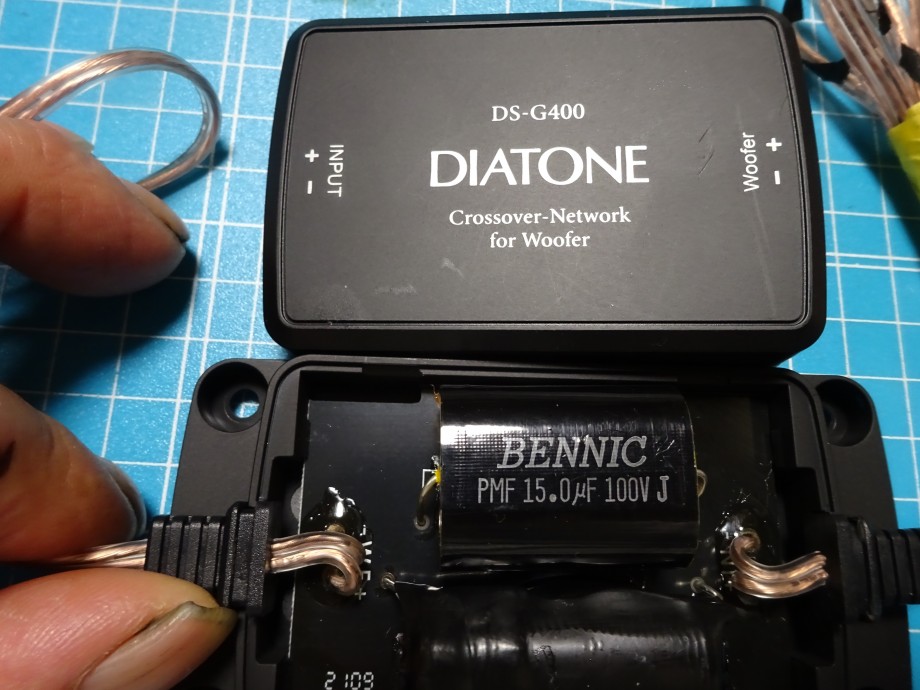 DS-G400
DIATONE
Crossover-Network
for Woofer
INPUT
+
-
Woofer
+
-
BENNIC
PMF 15.0μF 100V J
2109